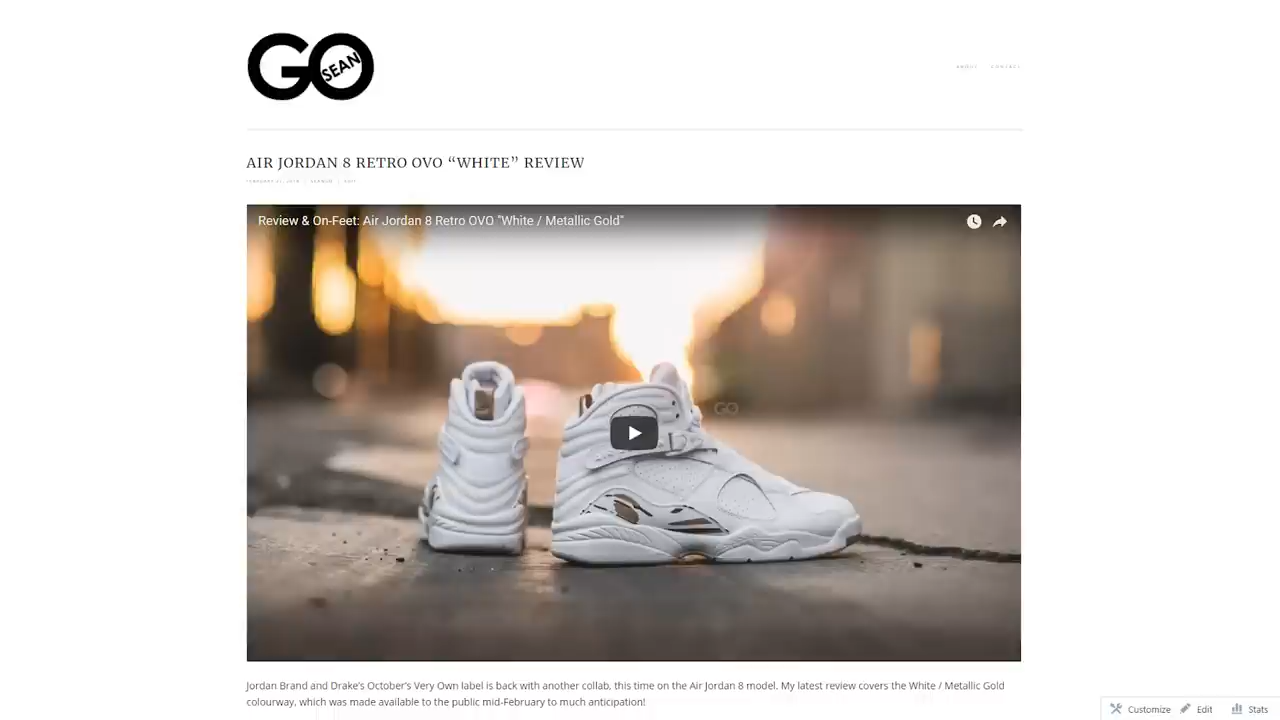 GO
SEAN
ABOUT CONTACT
AIR JORDAN 8 RETRO OVO “WHITE” REVIEW
Review & On-Feet: Air Jordan 8 Retro OVO "White / Metallic Gold"
GO
Jordan Brand and Drake's October's Very Own label is back with another collab, this time on the Air Jordan 8 model. My latest review covers the White / Metallic Gold
colourway, which was made available to the public mid-February to much anticipation!
Customize Edit Stats